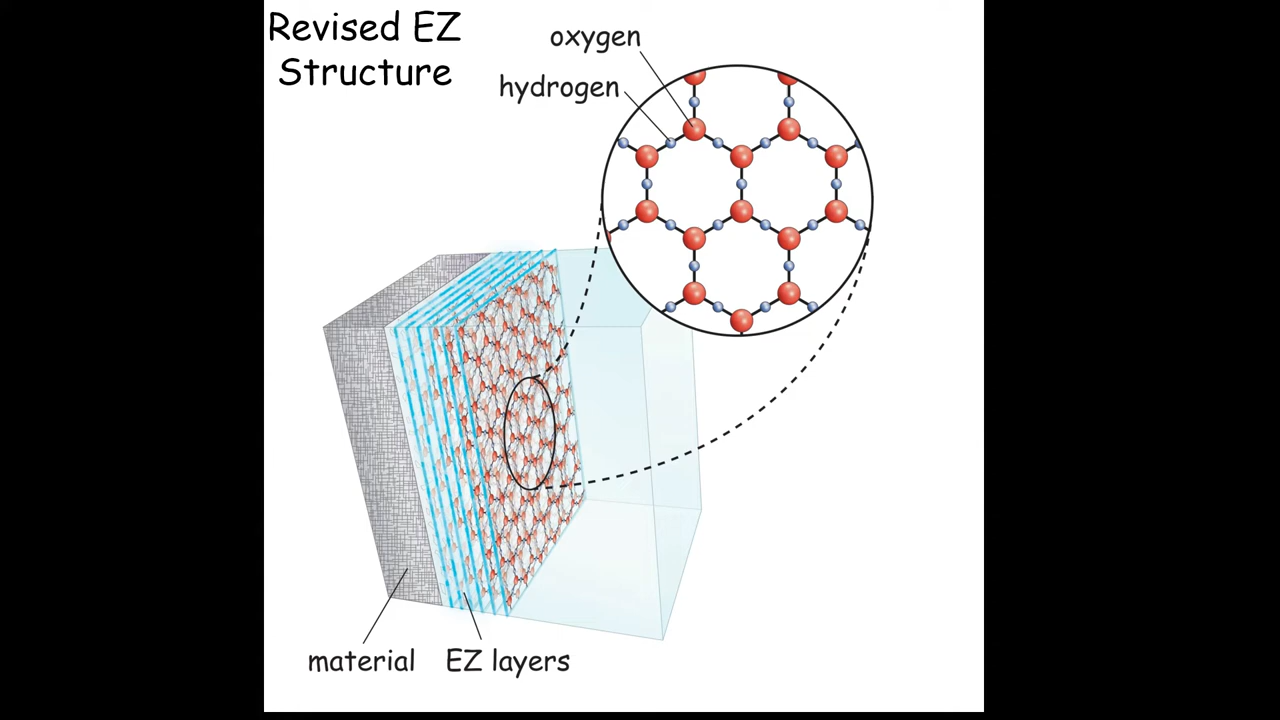 Revised EZ
Structure
oxygen
hydrogen
material
EZ layers